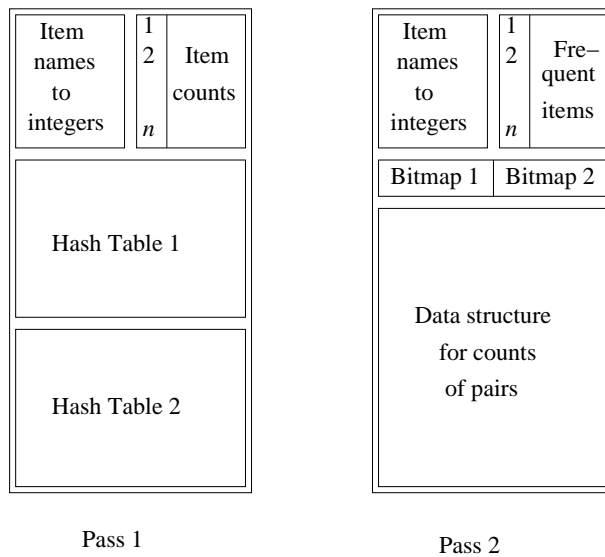 Item
names
to
integers
1
2
n
Item
counts
Hash Table 1
Hash Table 2
Pass 1
Item
names
to
integers
1
2
n
Fre–
quent
items
Bitmap 1
Bitmap 2
Data structure
for counts
of pairs
Pass 2